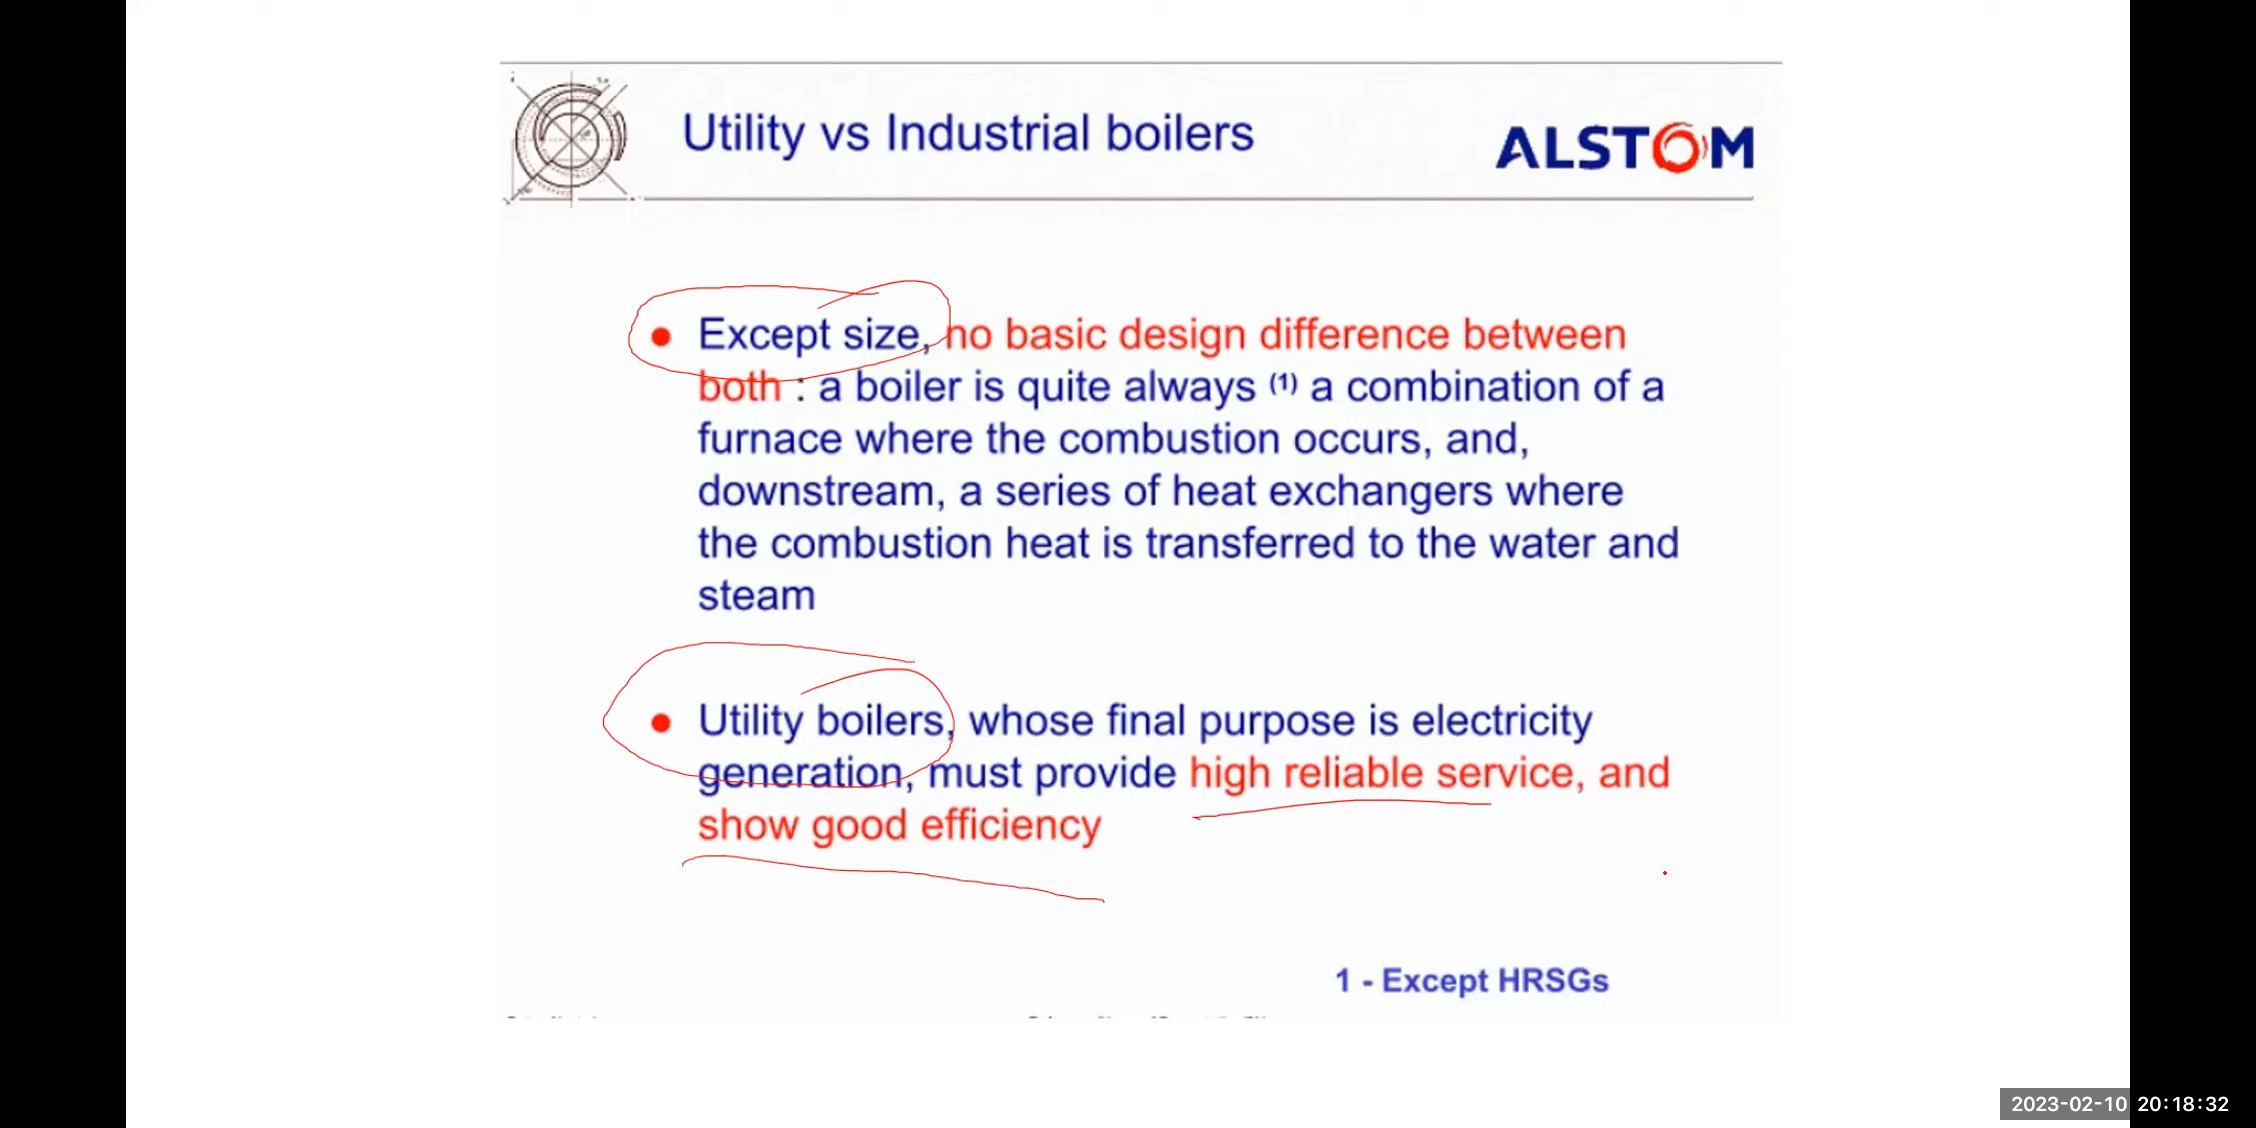 Utility vs Industrial boilers
ALSTOM
● Except size, no basic design difference between
both : a boiler is quite always (1) a combination of a
furnace where the combustion occurs, and,
downstream, a series of heat exchangers where
the combustion heat is transferred to the water and
steam
● Utility boilers, whose final purpose is electricity
generation, must provide high reliable service, and
show good efficiency
1 - Except HRSGs
2023-02-10 20:18:32